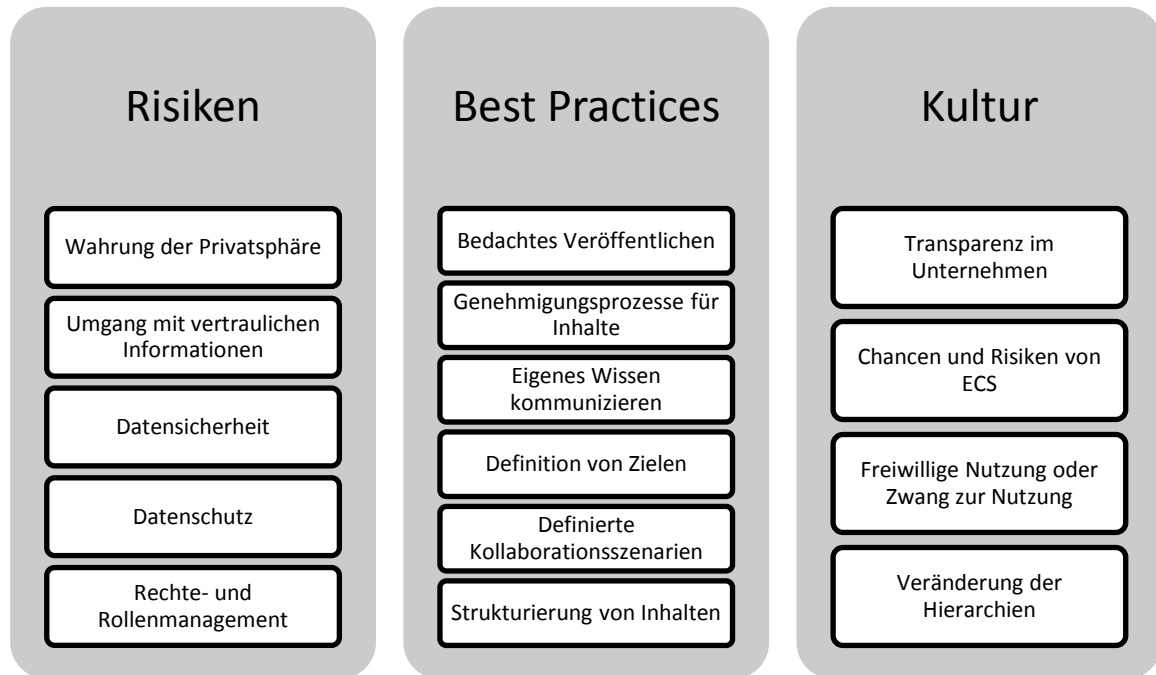 Risiken
Wahrung der Privatsphäre
Umgang mit vertraulichen
Informationen
Datensicherheit
Datenschutz
Rechte- und
Rollenmanagement
Best Practices
Bedachtes Veröffentlichen
Genehmigungsprozesse für
Inhalte
Eigenes Wissen
kommunizieren
Definition von Zielen
Definierte
Kollaborationsszenarien
Strukturierung von Inhalten
Kultur
Transparenz im
Unternehmen
Chancen und Risiken von
ECS
Freiwillige Nutzung oder
Zwang zur Nutzung
Veränderung der
Hierarchien